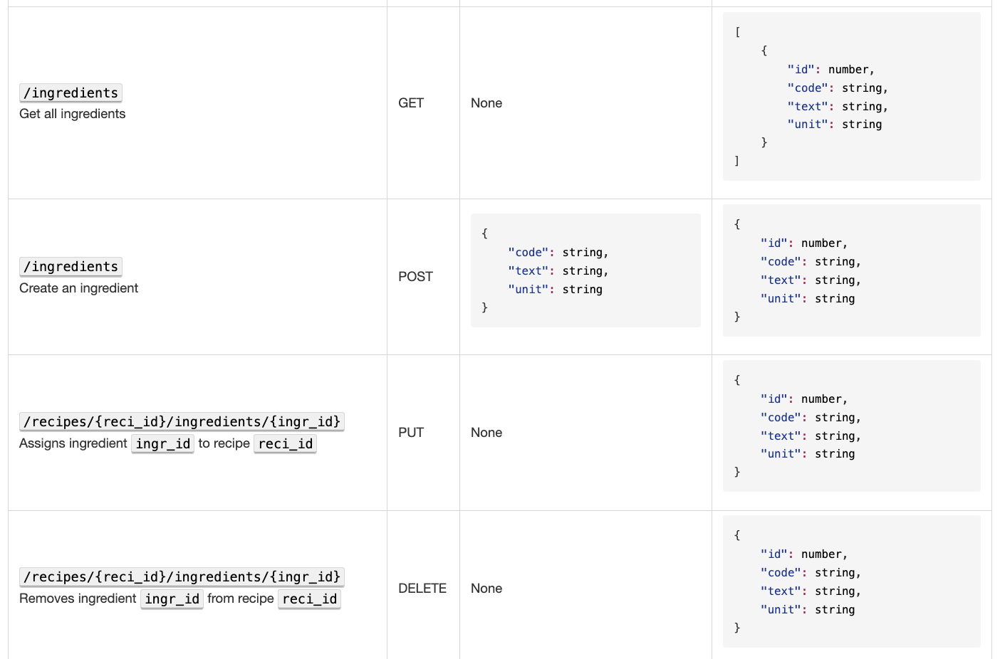 /ingredients
Get all ingredients
GET
None
[
{
"id": number,
"code": string,
"text": string,
"unit": string
}
]
/ingredients
Create an ingredient
POST
{
"code": string,
"text": string,
"unit": string
}
{
"id": number,
"code": string,
"text": string,
"unit": string
}
/recipes/{reci_id}/ingredients/{ingr_id}
Assigns ingredient ingr_id to recipe reci_id
PUT
None
{
"id": number,
"code": string,
"text": string,
"unit": string
}
/recipes/{reci_id}/ingredients/{ingr_id}
Removes ingredient ingr_id from recipe reci_id
DELETE
None
{
"id": number,
"code": string,
"text": string,
"unit": string
}